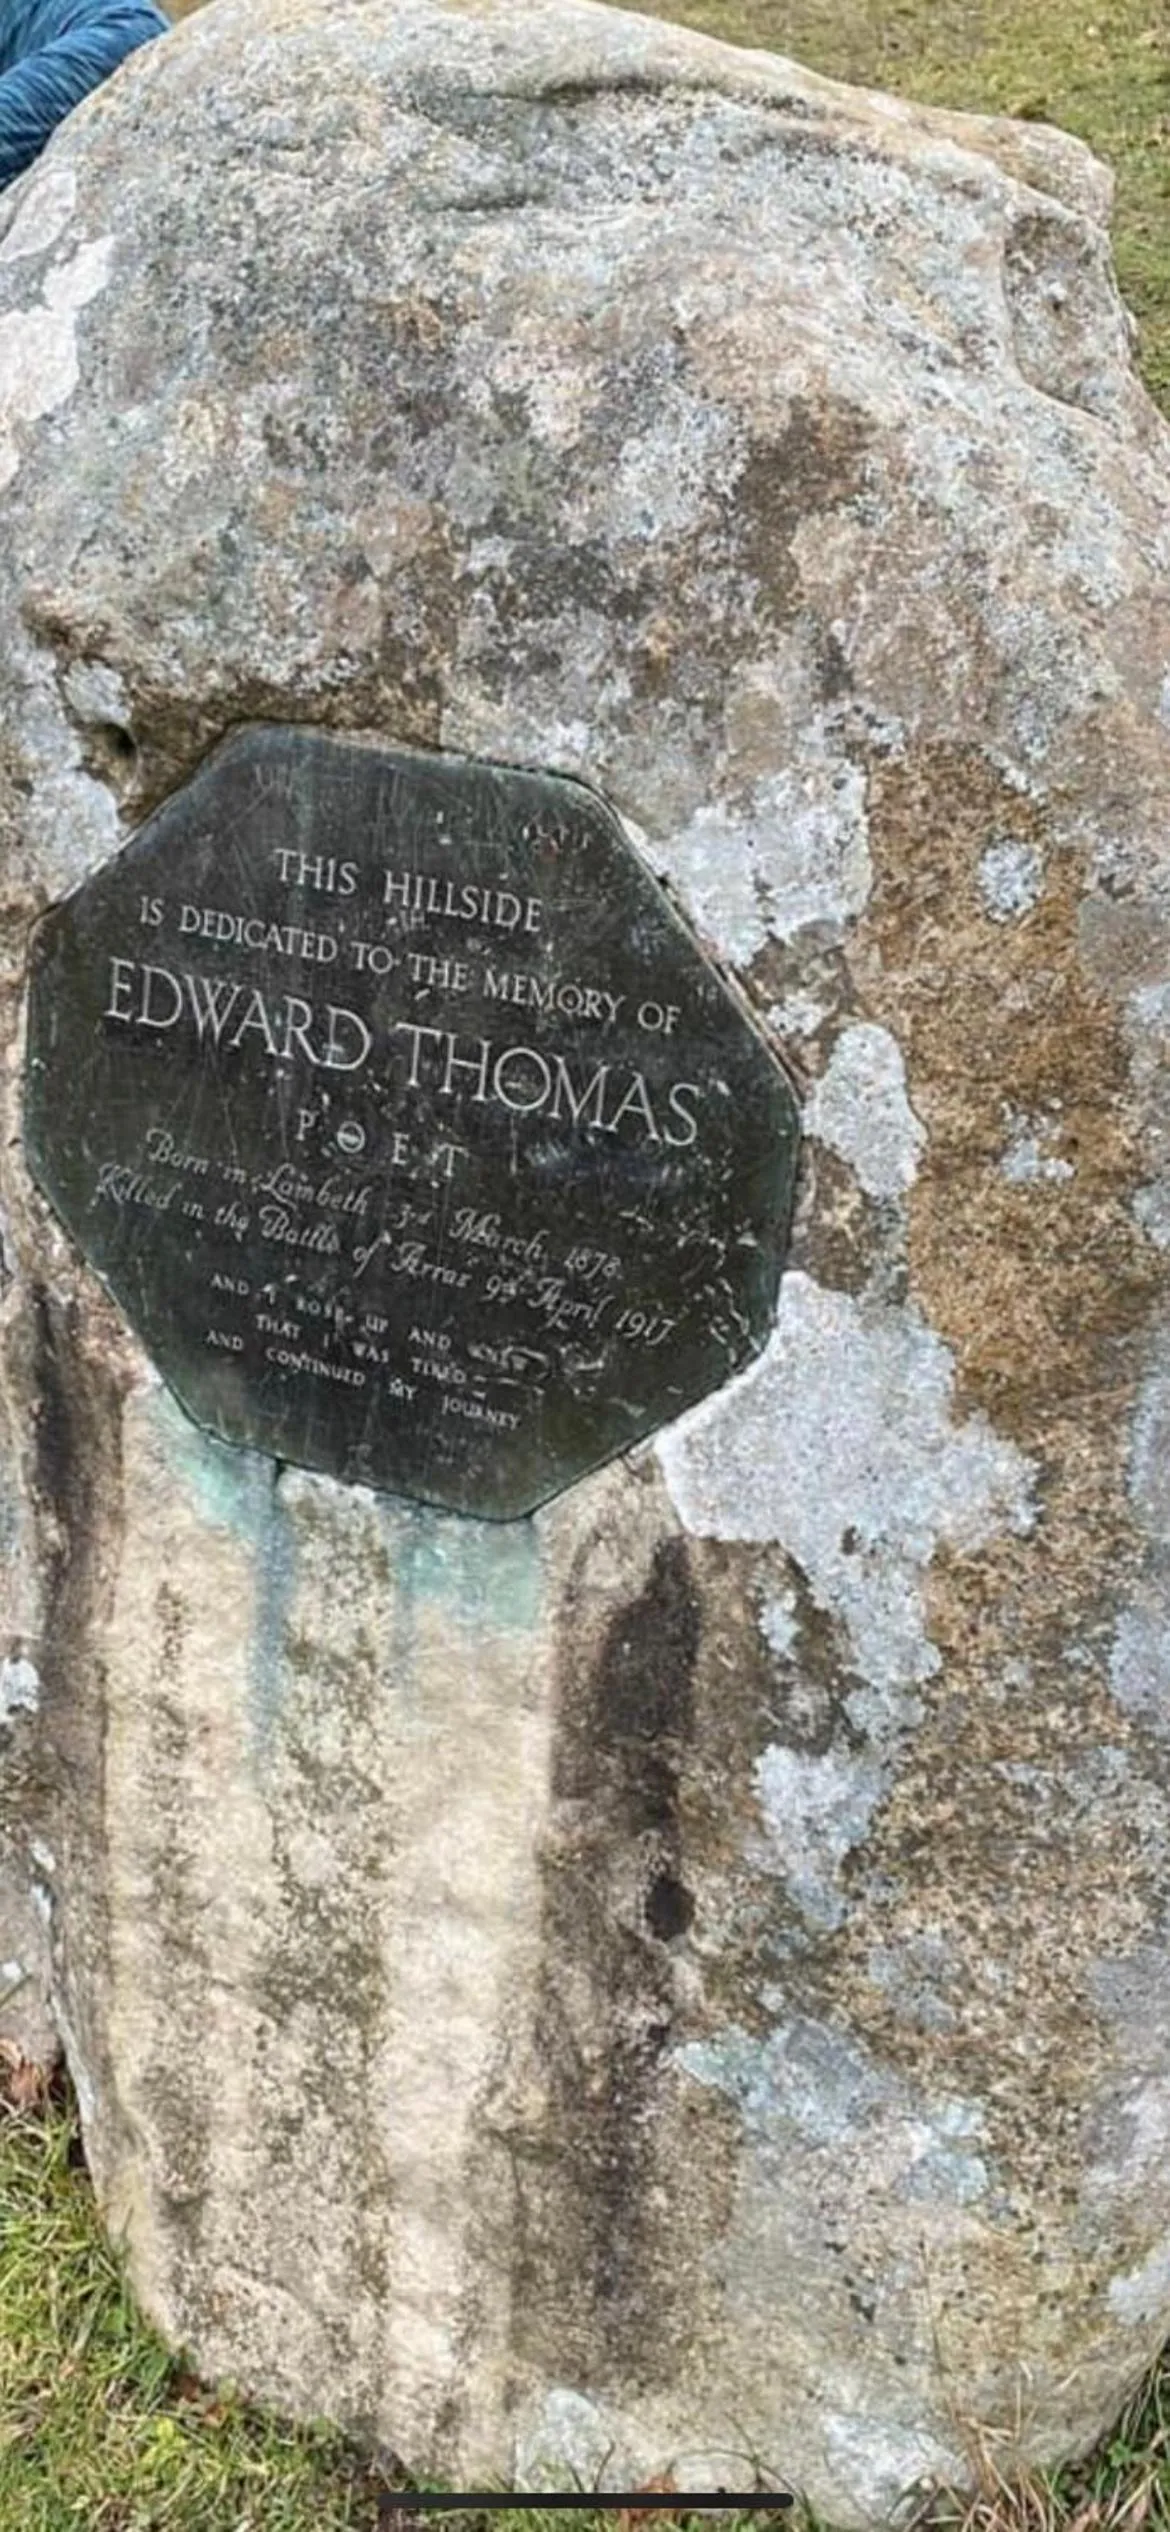 THIS HILLSIDE
IS DEDICATED TO THE MEMORY OF
EDWARD THOMAS
POET
Born in Lambeth 3rd March, 1878
Killed in the Battle of Arras 9th April 1917
AND I ROSE UP AND KNEW
THAT I WAS TIRED
AND CONTINUED MY JOURNEY